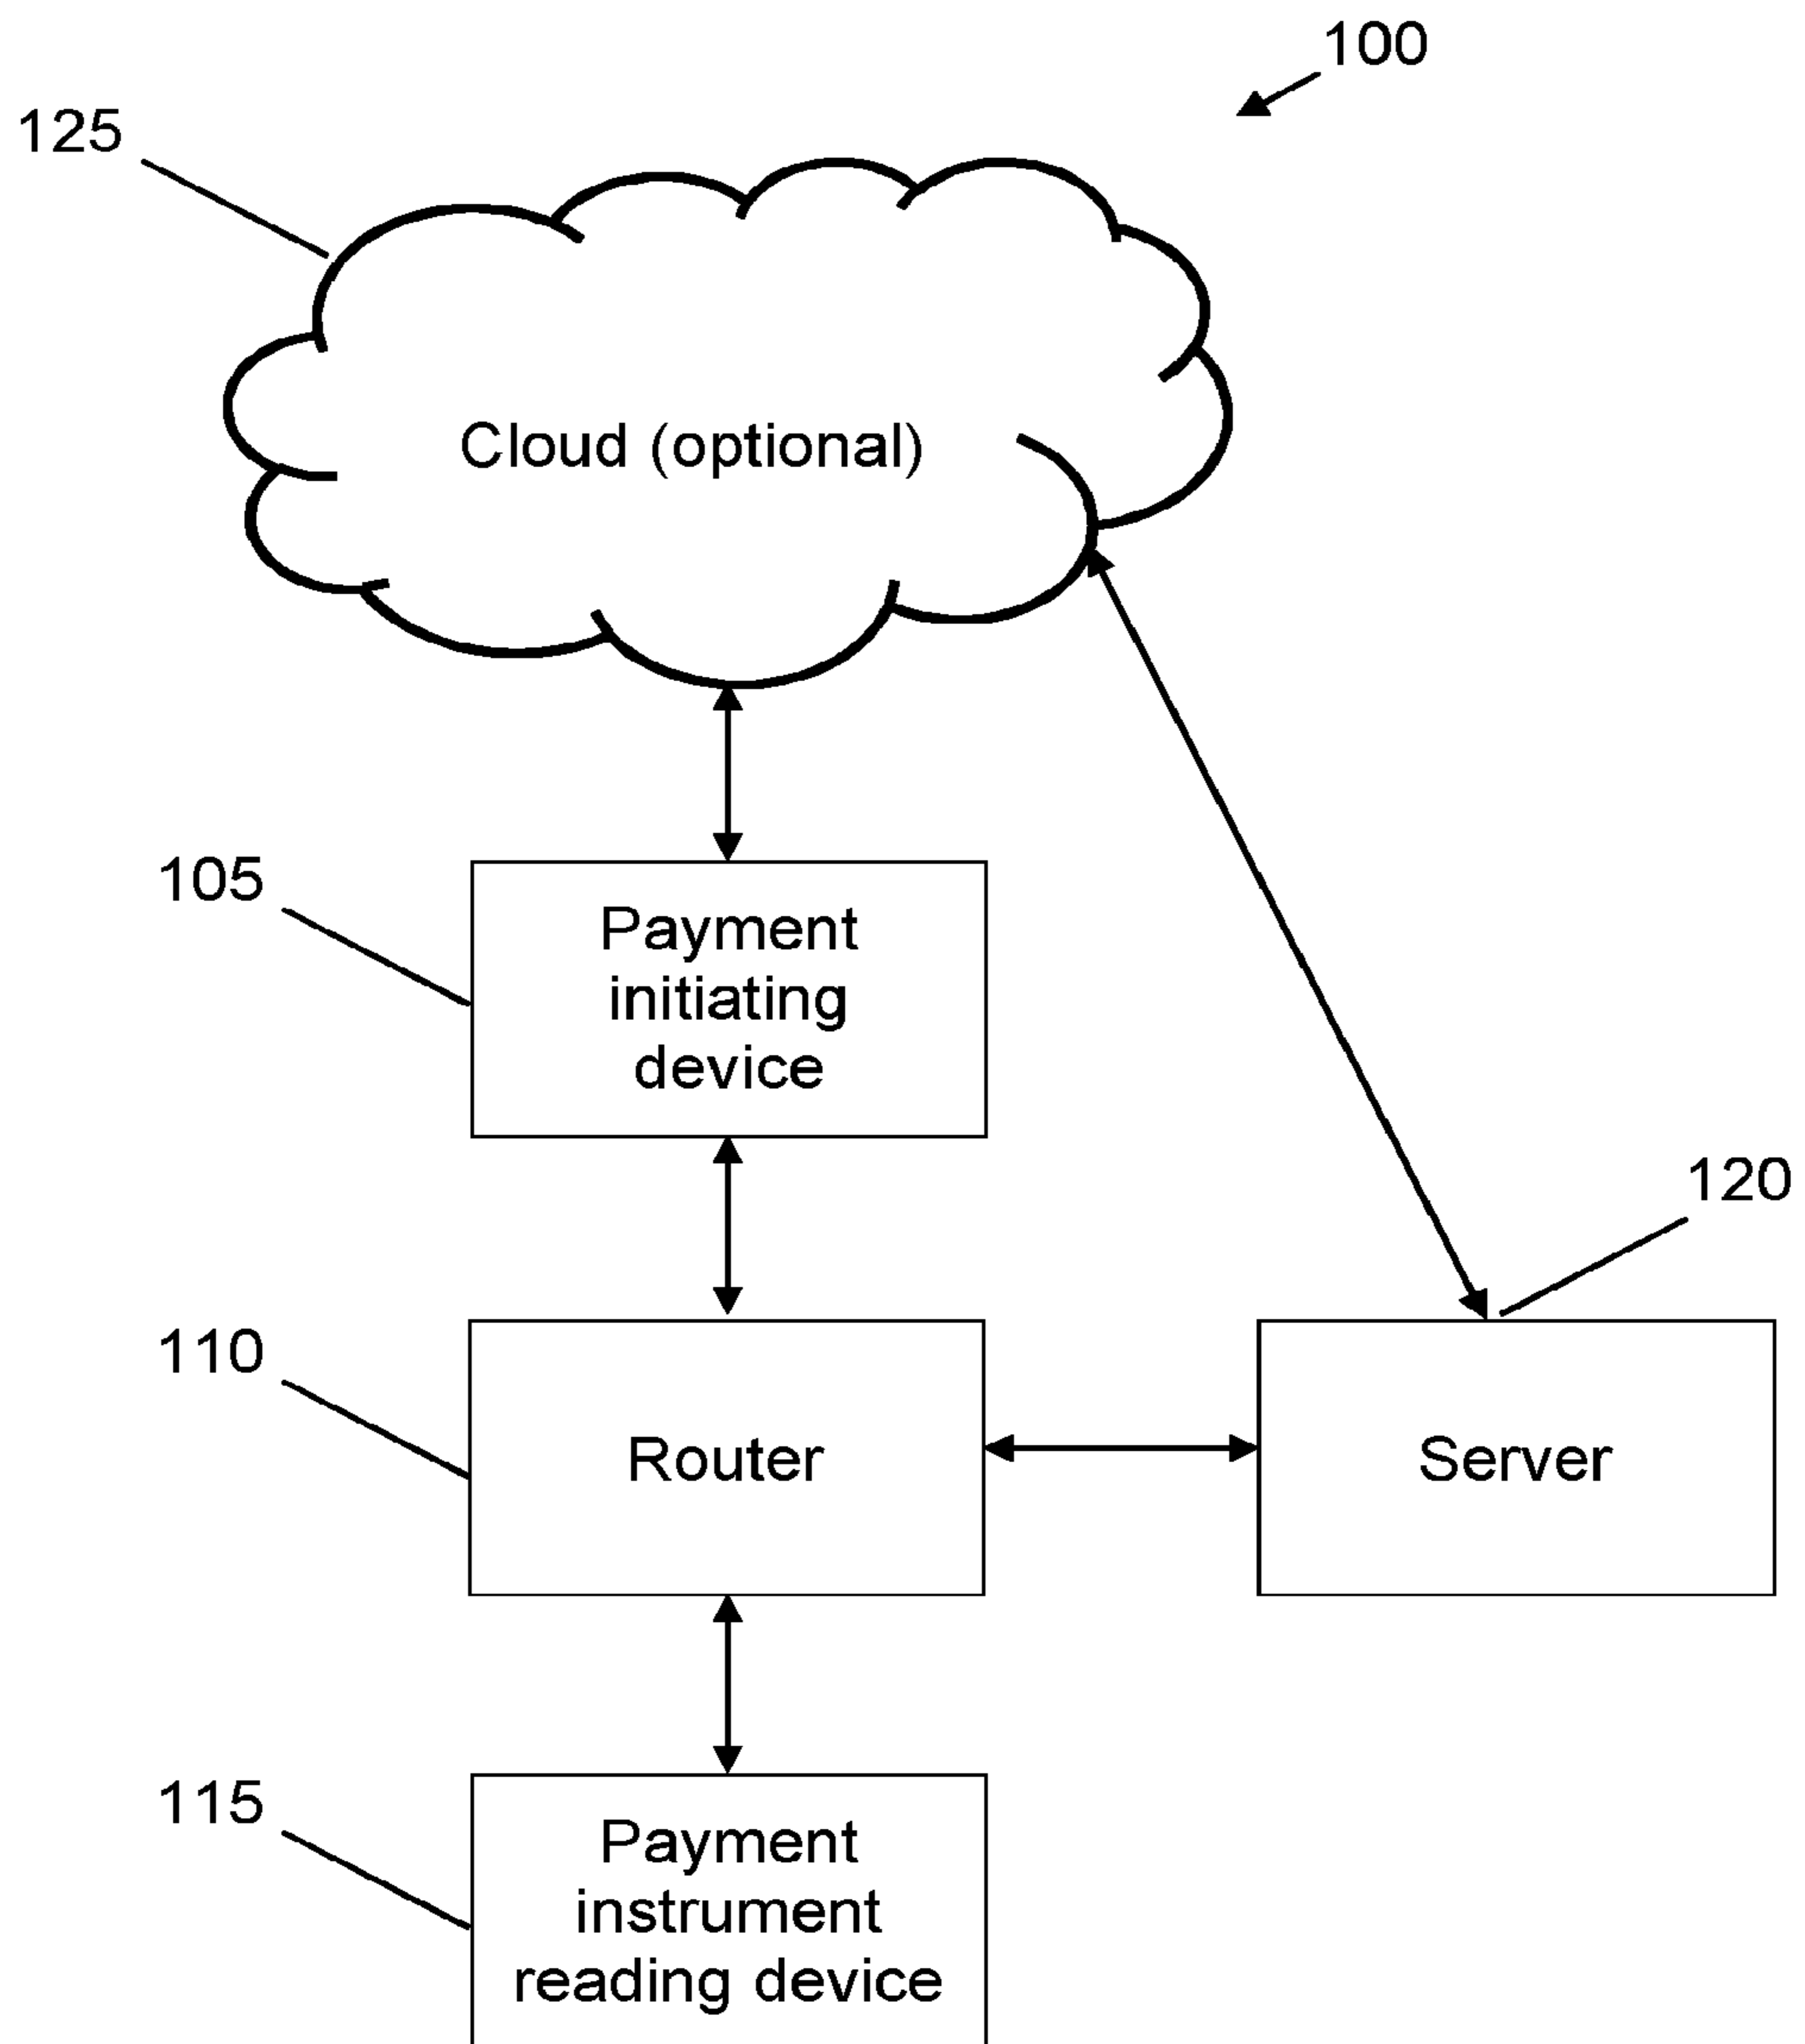 100
125
Cloud (optional)
105
Payment
initiating
device
120
110
Router
Server
115
Payment
instrument
reading device